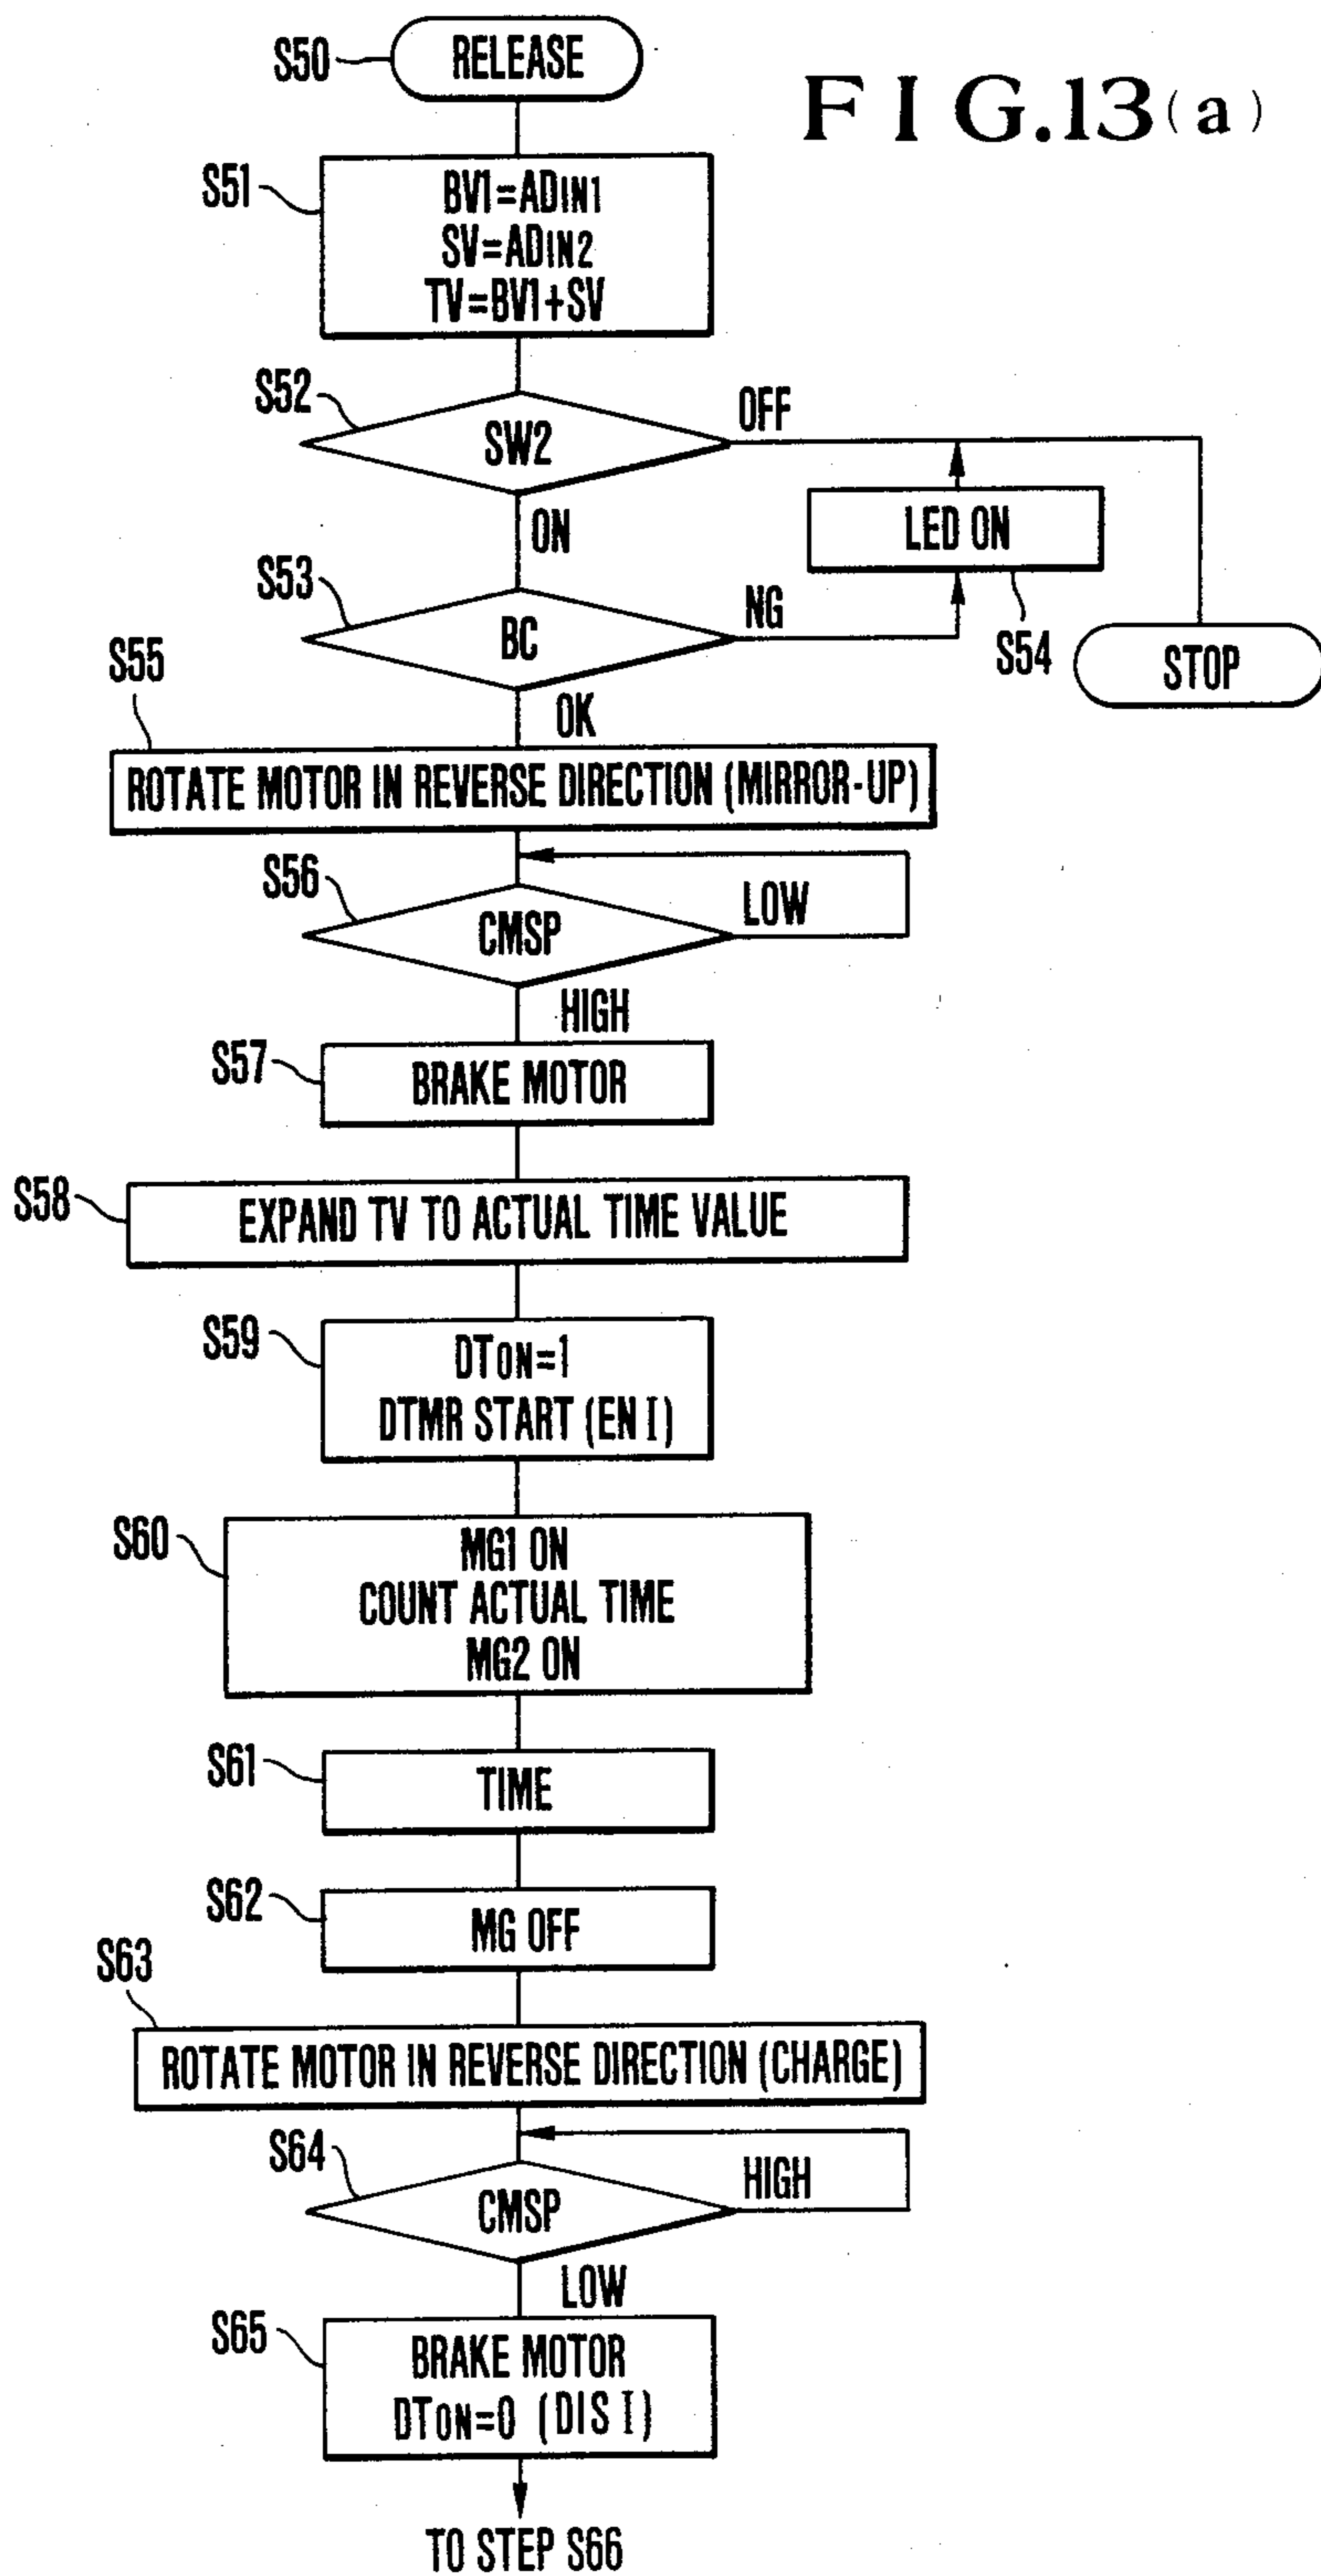 FIG.13(a)
S50
RELEASE
S51
BV1=ADIN1
SV=ADIN2
TV=BV1+SV
S52
SW2
OFF
ON
LED ON
S54
STOP
S53
BC
NG
OK
S55
ROTATE MOTOR IN REVERSE DIRECTION (MIRROR-UP)
S56
CMSP
LOW
HIGH
S57
BRAKE MOTOR
S58
EXPAND TV TO ACTUAL TIME VALUE
S59
DTON=1
DTMR START (EN I)
S60
MG1 ON
COUNT ACTUAL TIME
MG2 ON
S61
TIME
S62
MG OFF
S63
ROTATE MOTOR IN REVERSE DIRECTION (CHARGE)
S64
CMSP
HIGH
LOW
S65
BRAKE MOTOR
DTON=0 (DIS I)
TO STEP S66